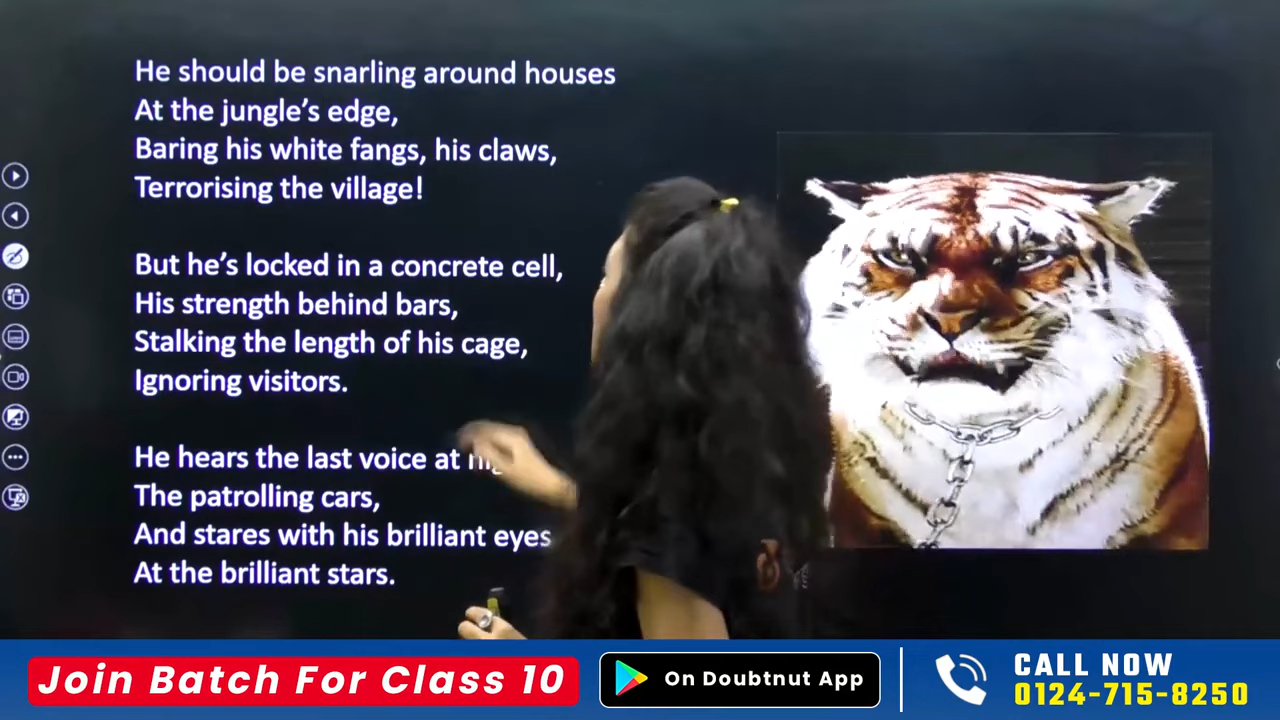 He should be snarling around houses
At the jungle's edge,
Baring his white fangs, his claws,
Terrorising the village!
But he's locked in a concrete cell,
His strength behind bars,
Stalking the length of his cage,
Ignoring visitors.
He hears the last voice at
The patrolling cars,
And stares with his brilliant eyes
At the brilliant stars.
Join Batch For Class 10
On Doubtnut App
CALL NOW
0124-715-8250